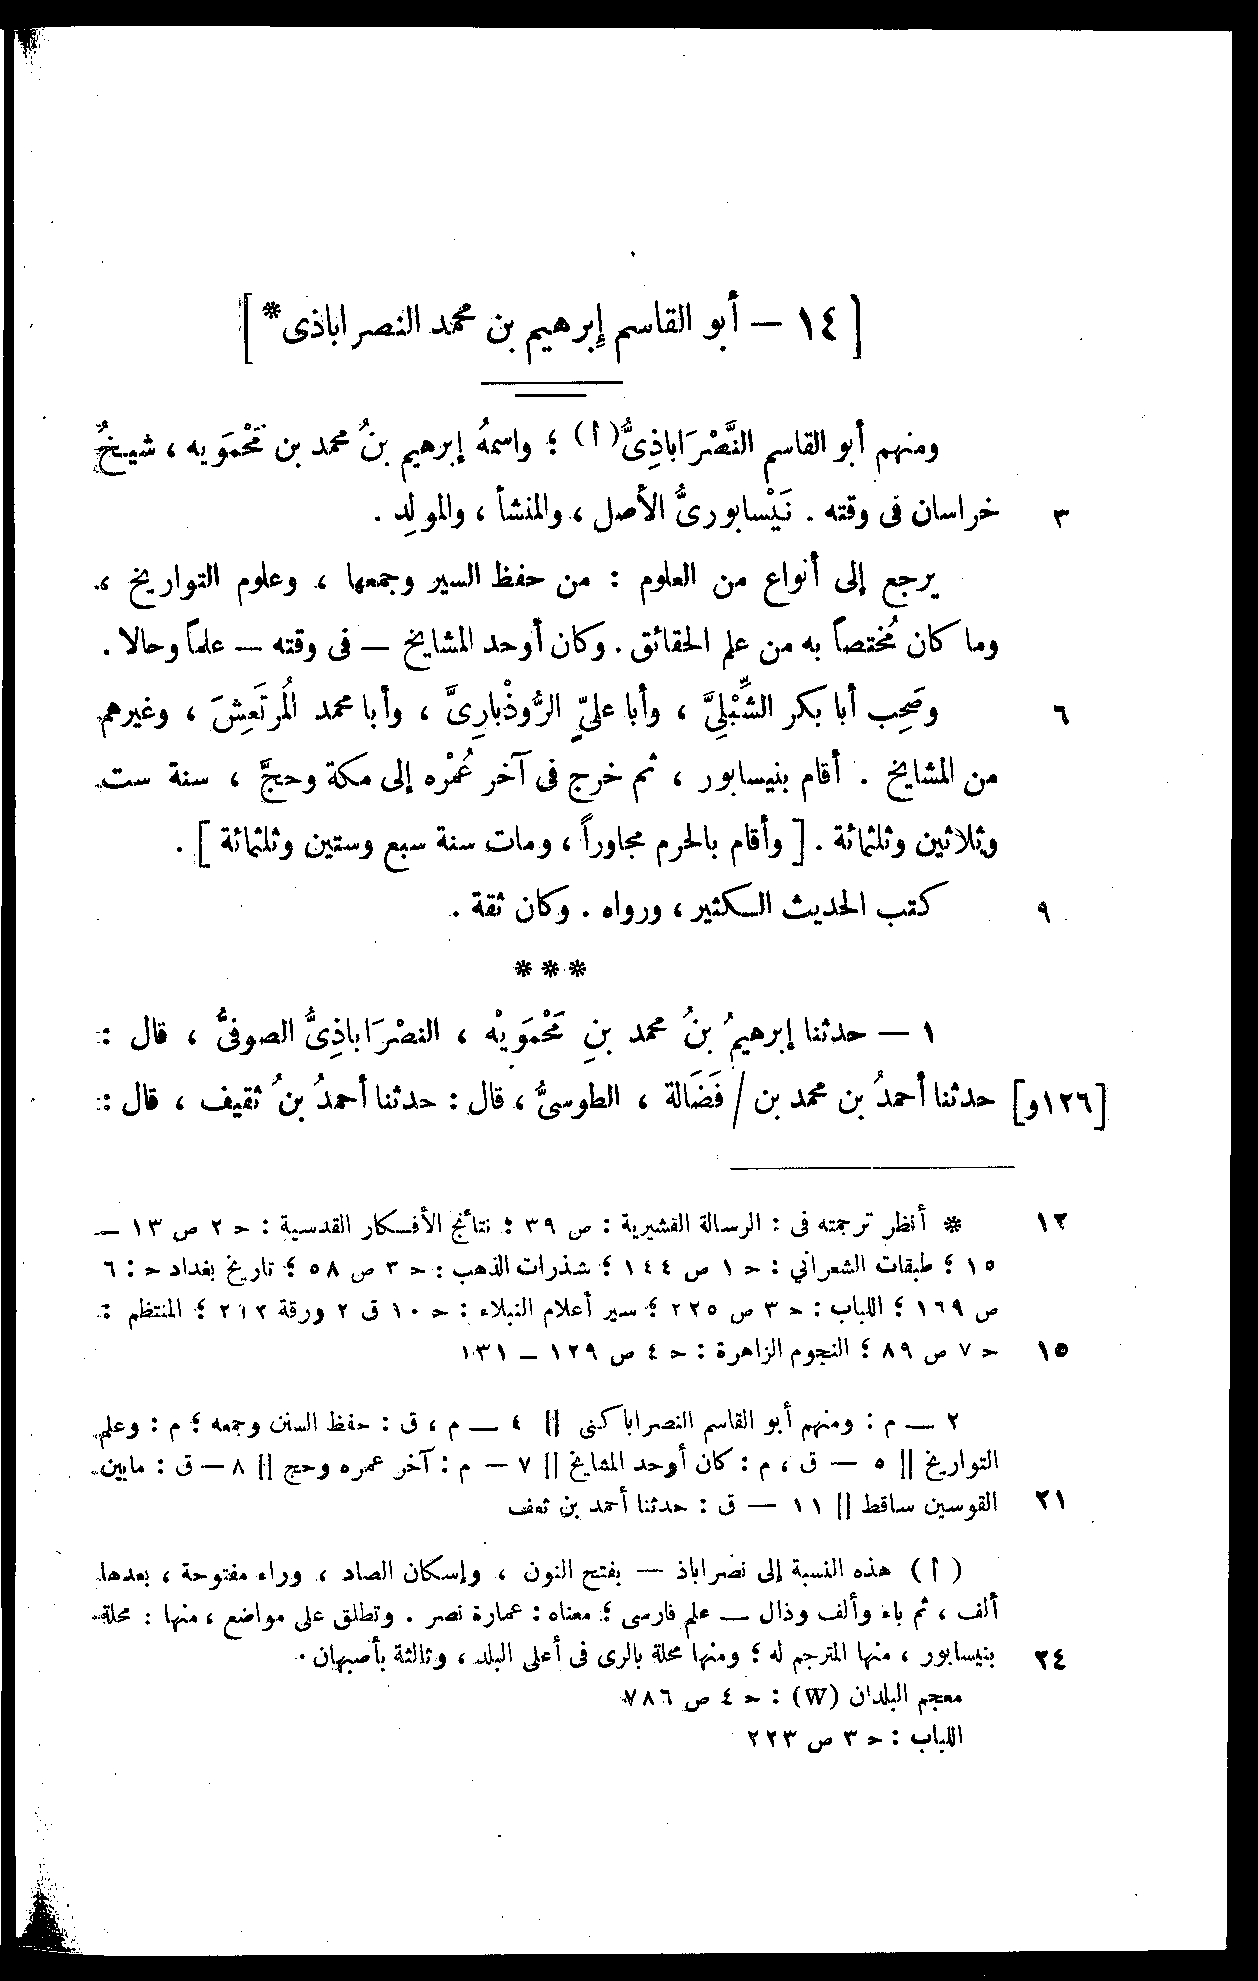 [ ١٤ — أبو القاسم إبرهيم بن محمد النصراباذى * ]
ومنهم أبو القاسم النَّصْرَاباذِىُّ (أ) ؛ واسمهُ إبرهيم بنُ محمد بن مَحْمَوَيه ، شيخُ
٣ خراسان فى وقته . نَيْسابورىُّ الأصل ، والمنشأ ، والمولِد .
يرجع إلى أنواع من العلوم : من حفظ السير وجمعها ، وعلوم التواريخ ،
وما كان مُختصاً به من علم الحقائق . وكان أوحد المشايخ — فى وقته — علماً وحالا .
٦ وصَحِب أبا بكر الشِّبْلِىَّ ، وأبا علىٍّ الرُّوذْبارِىَّ ، وأبا محمد المُرتَعِشَ ، وغيرهم
من المشايخ . أقام بنيسابور ، ثم خرج فى آخر عُمْره إلى مكة وحجَّ ، سنة ست
وثلاثين وثلثمائة . [ وأقام بالحرم مجاوراً ، ومات سنة سبع وستين وثلثمائة ] .
٩ كتب الحديث الكثير ، ورواه . وكان ثقة .
* * *
١ — حدثنا إبرهيمُ بنُ محمد بنِ مَحْمَوَيْه ، النصْرَاباذِىُّ الصوفىُّ ، قال :
[١٢٦و] حدثنا أحمدُ بن محمد بن / فَضَالة ، الطوسىُّ ، قال : حدثنا أحمدُ بنُ ثقيف ، قال :
١٢ * أنظر ترجمته فى : الرسالة القشيرية : ص ٣٩ ؛ نتائج الأفكار القدسية : ح ٢ ص ١٣ —
١٥ ؛ طبقات الشعرانى : ح ١ ص ١٤٤ ؛ شذرات الذهب : ح ٣ ص ٥٨ ؛ تاريخ بغداد ح : ٦
ص ١٦٩ ؛ اللباب : ح ٣ ص ٢٢٥ ؛ سير أعلام النبلاء : ح ١٠ ق ٢ ورقة ٢١٢ ؛ المنتظم :
١٥ ح ٧ ص ٨٩ ؛ النجوم الزاهرة : ح ٤ ص ١٢٩ — ١٣١
٢ — م : ومنهم أبو القاسم النصراباكنى || ٤ — م ، ق : حفظ السنن وجمعه ؛ م : وعلم
التواريخ || ٥ — ق ، م : كان أوحد المشايخ || ٧ — م : آخر عمره وحج || ٨ — ق : مابين
٢١ القوسين ساقط || ١١ — ق : حدثنا أحمد بن
( أ ) هذه النسبة إلى نصراباذ — بفتح النون ، وإسكان الصاد ، وراء مفتوحة ، بعدها
ألف ، ثم باء وألف وذال — علم فارسى ؛ معناه : عمارة نصر . وتطلق على مواضع ، منها : محلة
٢٤ بنيسابور ، منها المترجم له ؛ ومنها محلة بالرى فى أعلى البلد ، وثالثة بأصبهان .
معجم البلدان (W) : ح ٤ ص ٧٨٦
اللباب : ح ٣ ص ٢٢٣